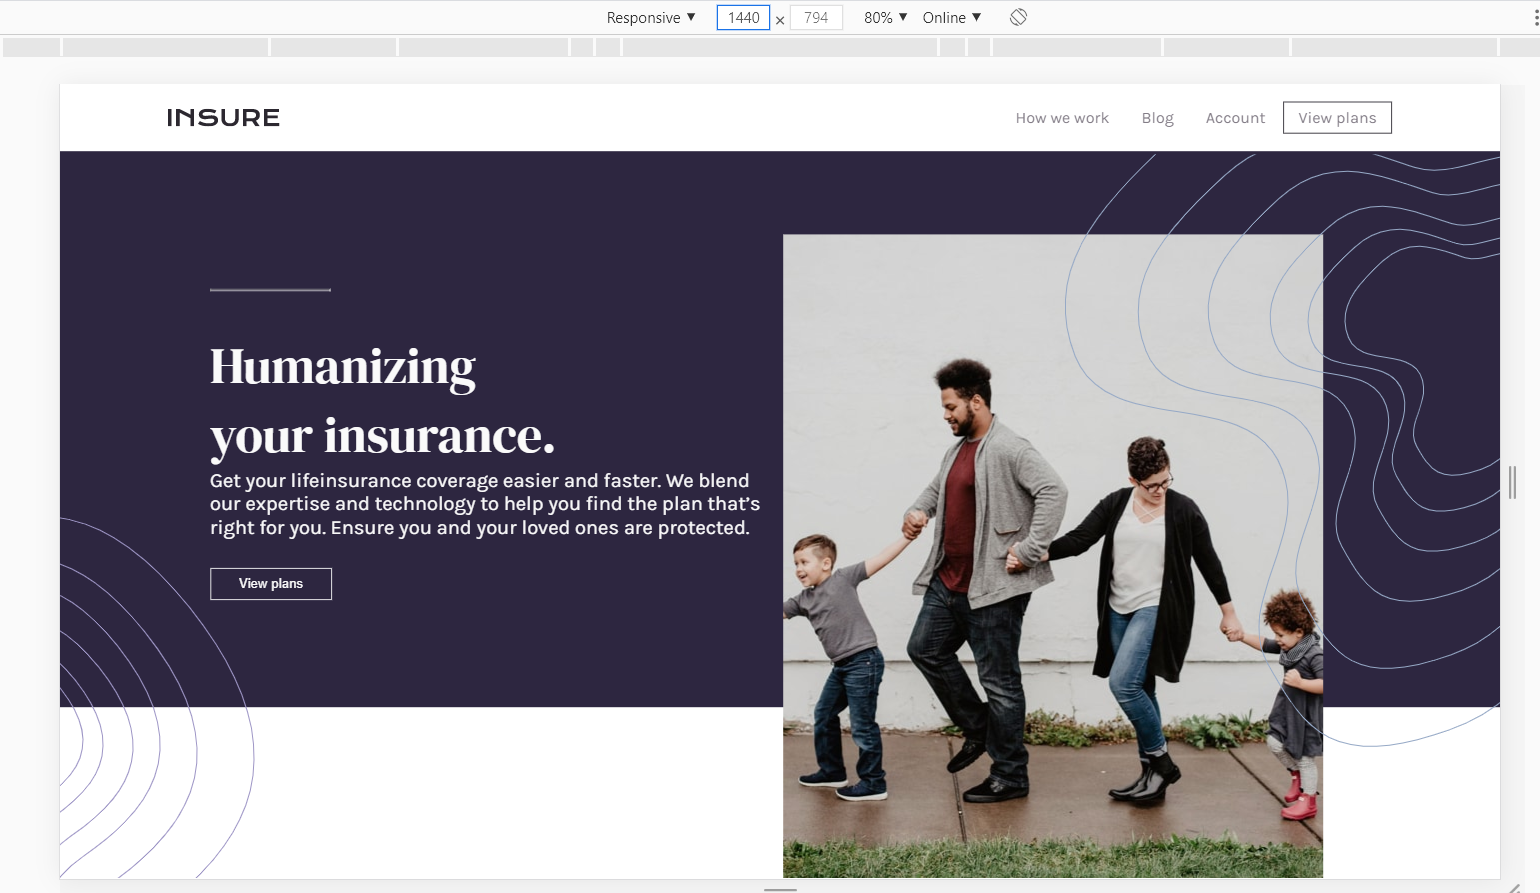 Responsive ▼ 1440 × 794 80% ▼ Online ▼
INSURE How we work Blog Account View plans
Humanizing
your insurance.
Get your lifeinsurance coverage easier and faster. We blend
our expertise and technology to help you find the plan that’s
right for you. Ensure you and your loved ones are protected.
View plans